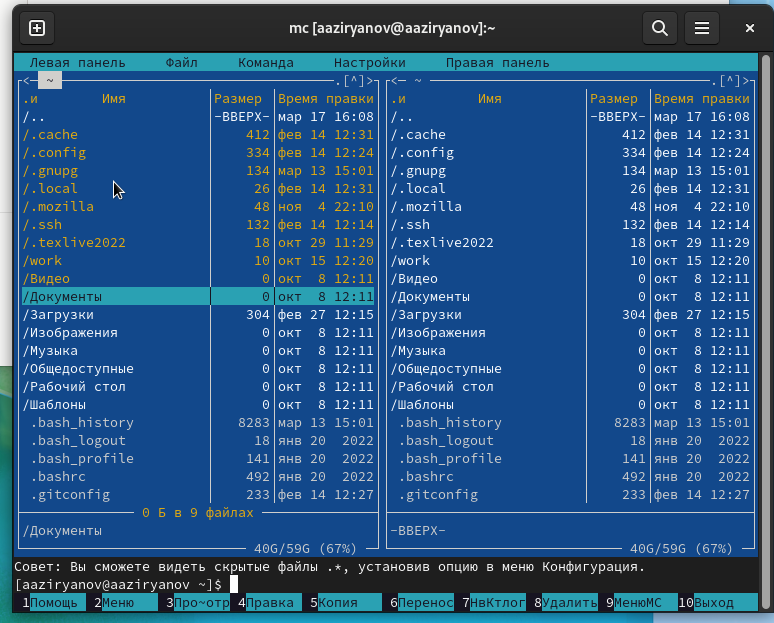 mc [aaziryanov@aaziryanov]:~
Левая панель Файл Команда Настройки Правая панель
<— ~ .[^]> <— ~ .[^]>
.и Имя Размер Время правки .и Имя Размер Время правки
/.. -ВВЕРХ- мар 17 16:08 /.. -ВВЕРХ- мар 17 16:08
/.cache 412 фев 14 12:31 /.cache 412 фев 14 12:31
/.config 334 фев 14 12:24 /.config 334 фев 14 12:24
/.gnupg 134 мар 13 15:01 /.gnupg 134 мар 13 15:01
/.local 26 фев 14 12:31 /.local 26 фев 14 12:31
/.mozilla 48 ноя 4 22:10 /.mozilla 48 ноя 4 22:10
/.ssh 132 фев 14 12:14 /.ssh 132 фев 14 12:14
/.texlive2022 18 окт 29 11:29 /.texlive2022 18 окт 29 11:29
/work 10 окт 15 12:20 /work 10 окт 15 12:20
/Видео 0 окт 8 12:11 /Видео 0 окт 8 12:11
/Документы 0 окт 8 12:11 /Документы 0 окт 8 12:11
/Загрузки 304 фев 27 12:15 /Загрузки 304 фев 27 12:15
/Изображения 0 окт 8 12:11 /Изображения 0 окт 8 12:11
/Музыка 0 окт 8 12:11 /Музыка 0 окт 8 12:11
/Общедоступные 0 окт 8 12:11 /Общедоступные 0 окт 8 12:11
/Рабочий стол 0 окт 8 12:11 /Рабочий стол 0 окт 8 12:11
/Шаблоны 0 окт 8 12:11 /Шаблоны 0 окт 8 12:11
.bash_history 8283 мар 13 15:01 .bash_history 8283 мар 13 15:01
.bash_logout 18 янв 20 2022 .bash_logout 18 янв 20 2022
.bash_profile 141 янв 20 2022 .bash_profile 141 янв 20 2022
.bashrc 492 янв 20 2022 .bashrc 492 янв 20 2022
.gitconfig 233 фев 14 12:27 .gitconfig 233 фев 14 12:27
0 Б в 9 файлах
/Документы -ВВЕРХ-
40G/59G (67%) 40G/59G (67%)
Совет: Вы сможете видеть скрытые файлы .*, установив опцию в меню Конфигурация.
[aaziryanov@aaziryanov ~]$
1Помощь 2Меню 3Про~отр 4Правка 5Копия 6Перенос 7НвКтлог 8Удалить 9МенюМС 10Выход